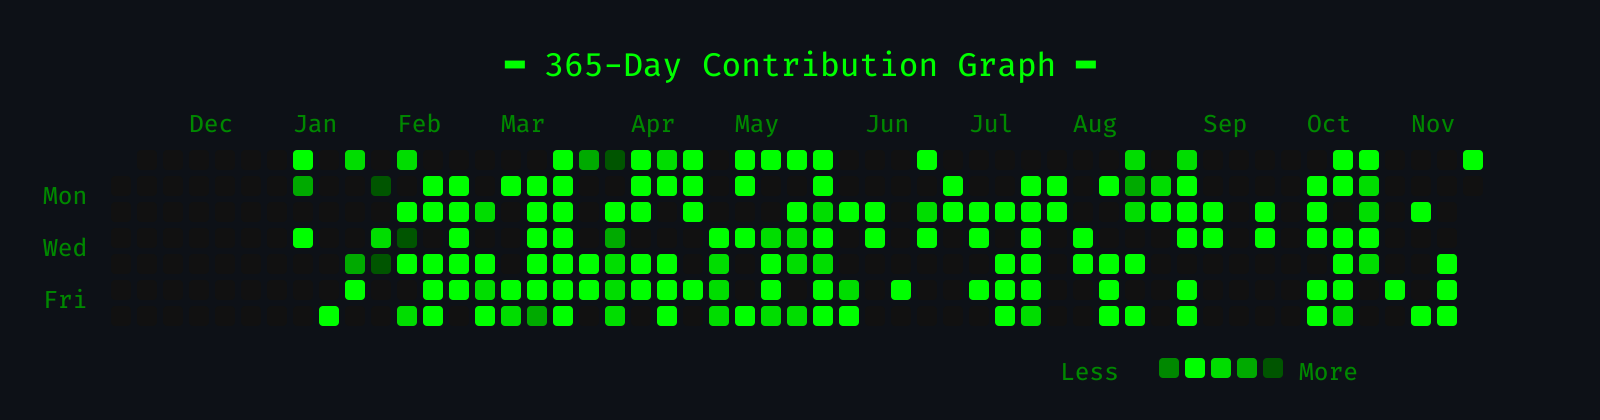 ━ 365-Day Contribution Graph ━
Dec Jan Feb Mar Apr May Jun Jul Aug Sep Oct Nov
Mon
Wed
Fri
Less More